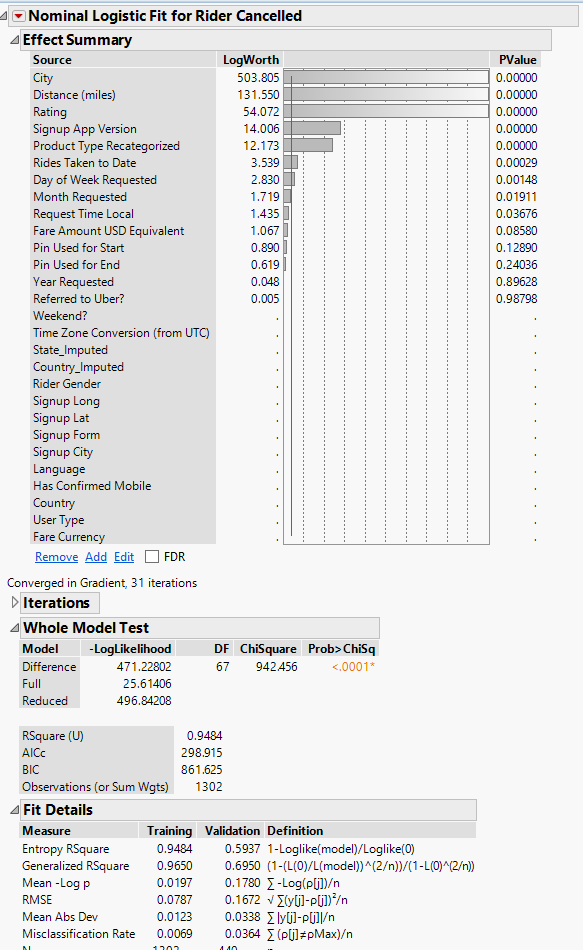 Nominal Logistic Fit for Rider Cancelled
Effect Summary
Source LogWorth PValue
City 503.805 0.00000
Distance (miles) 131.550 0.00000
Rating 54.072 0.00000
Signup App Version 14.006 0.00000
Product Type Recategorized 12.173 0.00000
Rides Taken to Date 3.539 0.00029
Day of Week Requested 2.830 0.00148
Month Requested 1.719 0.01911
Request Time Local 1.435 0.03676
Fare Amount USD Equivalent 1.067 0.08580
Pin Used for Start 0.890 0.12890
Pin Used for End 0.619 0.24036
Year Requested 0.048 0.89628
Referred to Uber? 0.005 0.98798
Weekend? . .
Time Zone Conversion (from UTC) . .
State_Imputed . .
Country_Imputed . .
Rider Gender . .
Signup Long . .
Signup Lat . .
Signup Form . .
Signup City . .
Language . .
Has Confirmed Mobile . .
Country . .
User Type . .
Fare Currency . .
Remove Add Edit FDR
Converged in Gradient, 31 iterations
Iterations
Whole Model Test
Model -LogLikelihood DF ChiSquare Prob>ChiSq
Difference 471.22802 67 942.456 <.0001*
Full 25.61406
Reduced 496.84208
RSquare (U) 0.9484
AICc 298.915
BIC 861.625
Observations (or Sum Wgts) 1302
Fit Details
Measure Training Validation Definition
Entropy RSquare 0.9484 0.5937 1-Loglike(model)/Loglike(0)
Generalized RSquare 0.9650 0.6950 (1-(L(0)/L(model))^(2/n))/(1-L(0)^(2/n))
Mean -Log p 0.0197 0.1780 ∑ -Log(ρ[j])/n
RMSE 0.0787 0.1672 √ ∑(y[j]-ρ[j])²/n
Mean Abs Dev 0.0123 0.0338 ∑ |y[j]-ρ[j]|/n
Misclassification Rate 0.0069 0.0364 ∑ (ρ[j]≠ρMax)/n